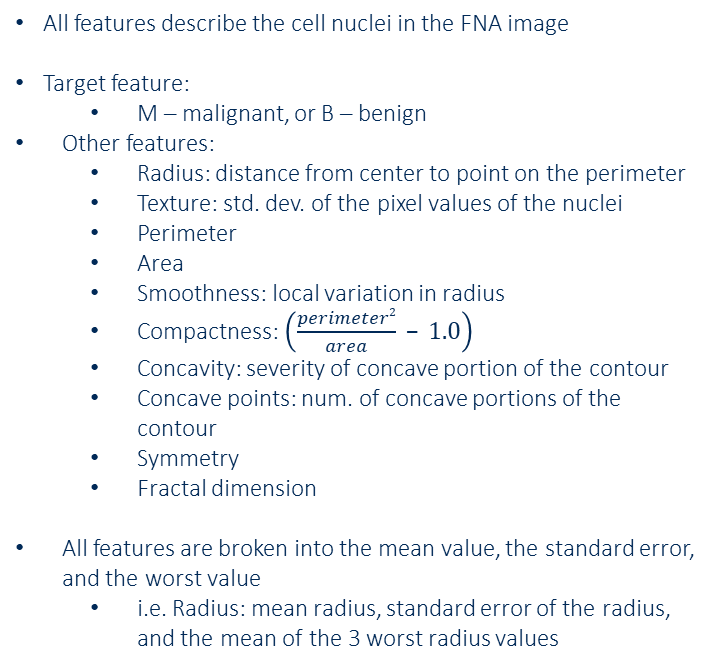 • All features describe the cell nuclei in the FNA image
• Target feature:
• M – malignant, or B – benign
• Other features:
• Radius: distance from center to point on the perimeter
• Texture: std. dev. of the pixel values of the nuclei
• Perimeter
• Area
• Smoothness: local variation in radius
• Compactness: (perimeter²/area − 1.0)
• Concavity: severity of concave portion of the contour
• Concave points: num. of concave portions of the
contour
• Symmetry
• Fractal dimension
• All features are broken into the mean value, the standard error,
and the worst value
• i.e. Radius: mean radius, standard error of the radius,
and the mean of the 3 worst radius values